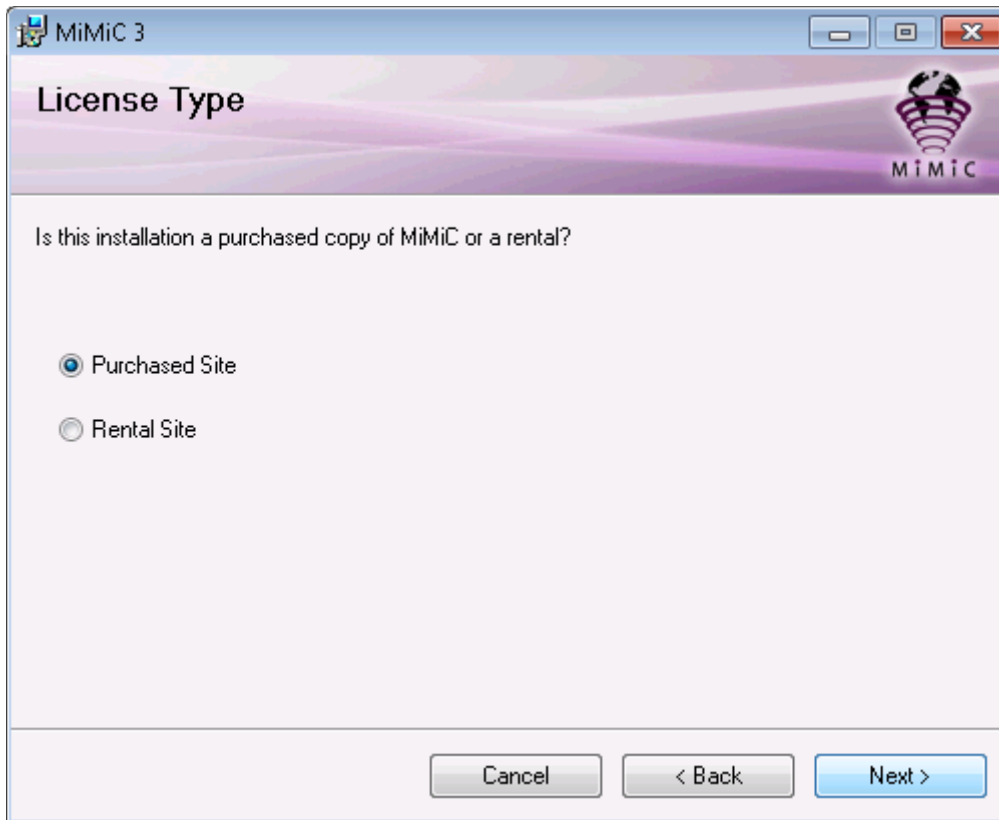 MiMiC 3
License Type
MiMiC
Is this installation a purchased copy of MiMiC or a rental?
Purchased Site
Rental Site
Cancel
< Back
Next >